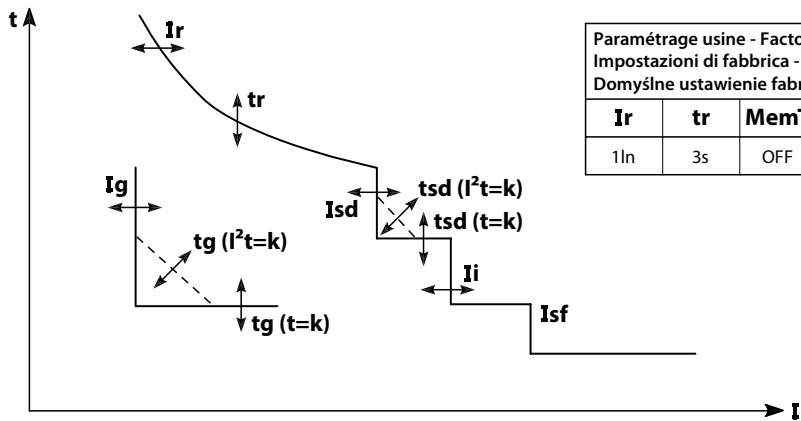 t
Ir
tr
Ig
tg (I²t=k)
tg (t=k)
Isd
tsd (I²t=k)
tsd (t=k)
Ii
Isf
I
Paramétrage usine - Facto
Impostazioni di fabbrica -
Domyślne ustawienie fabr
Ir tr Mem
1In 3s OFF